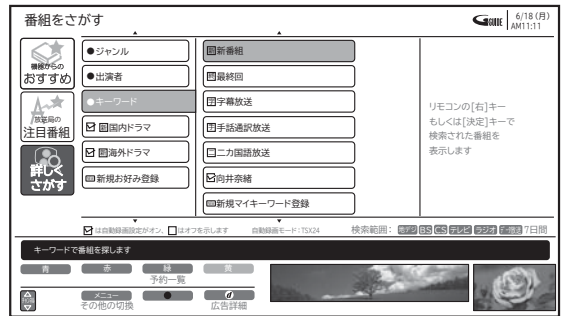 番組をさがす
GGUIDE
6/18(月)
AM11:11
機器からの
おすすめ
放送局の
注目番組
詳しく
さがす
●ジャンル
●出演者
●キーワード
国内ドラマ
海外ドラマ
新規お好み登録
新番組
最終回
字字幕放送
手手話通訳放送
二カ国語放送
向井奈緒
新規マイキーワード登録
リモコンの[右]キー
もしくは[決定]キーで
検索された番組を
表示します
は自動録画設定がオン、 はオフを示します 自動録画モード:TSX24 検索範囲: 地デジ BS CS テレビ ラジオ 7日間
キーワードで番組を探します
青 赤 緑 黄
予約一覧
メニュー
その他の切換 広告詳細